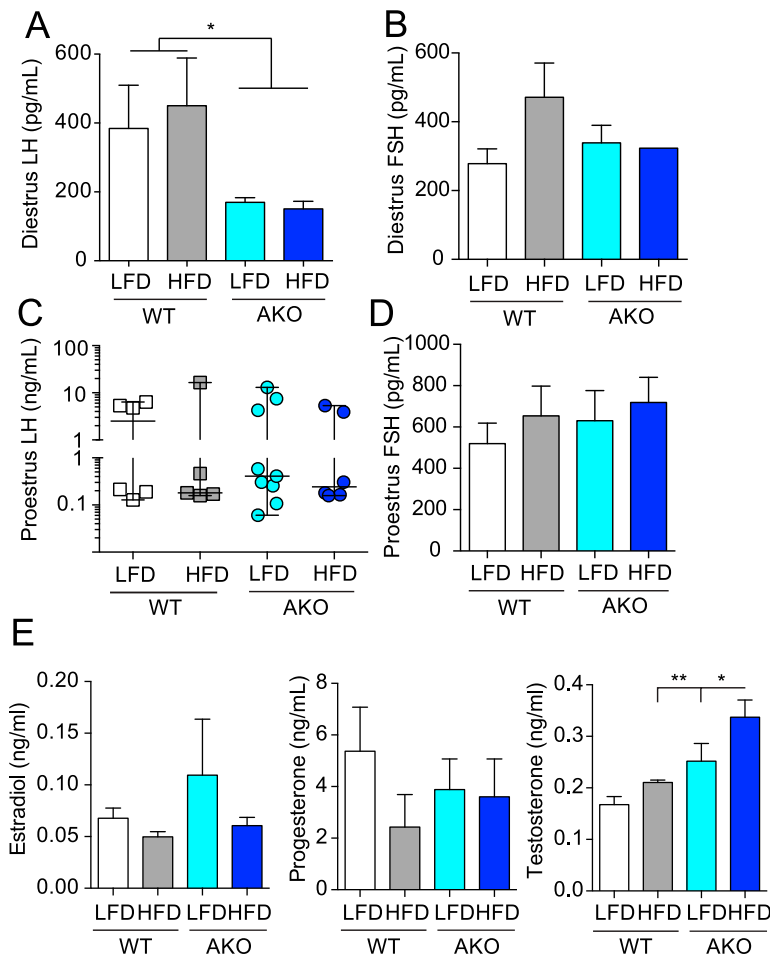 A
Diestrus LH (pg/mL)
600
400
200
0
*
LFD HFD LFD HFD
WT AKO
B
Diestrus FSH (pg/mL)
600
400
200
0
LFD HFD LFD HFD
WT AKO
C
Proestrus LH (ng/mL)
100
10
1
1
0.1
LFD HFD LFD HFD
WT AKO
D
Proestrus FSH (pg/mL)
1000
800
600
400
200
0
LFD HFD LFD HFD
WT AKO
E
Estradiol (ng/ml)
0.20
0.15
0.10
0.05
0.00
LFD HFD LFD HFD
WT AKO
Progesterone (ng/mL)
8
6
4
2
0
LFD HFD LFD HFD
WT AKO
Testosterone (ng/mL)
0.4
0.3
0.2
0.1
0.0
** *
LFD HFD LFD HFD
WT AKO